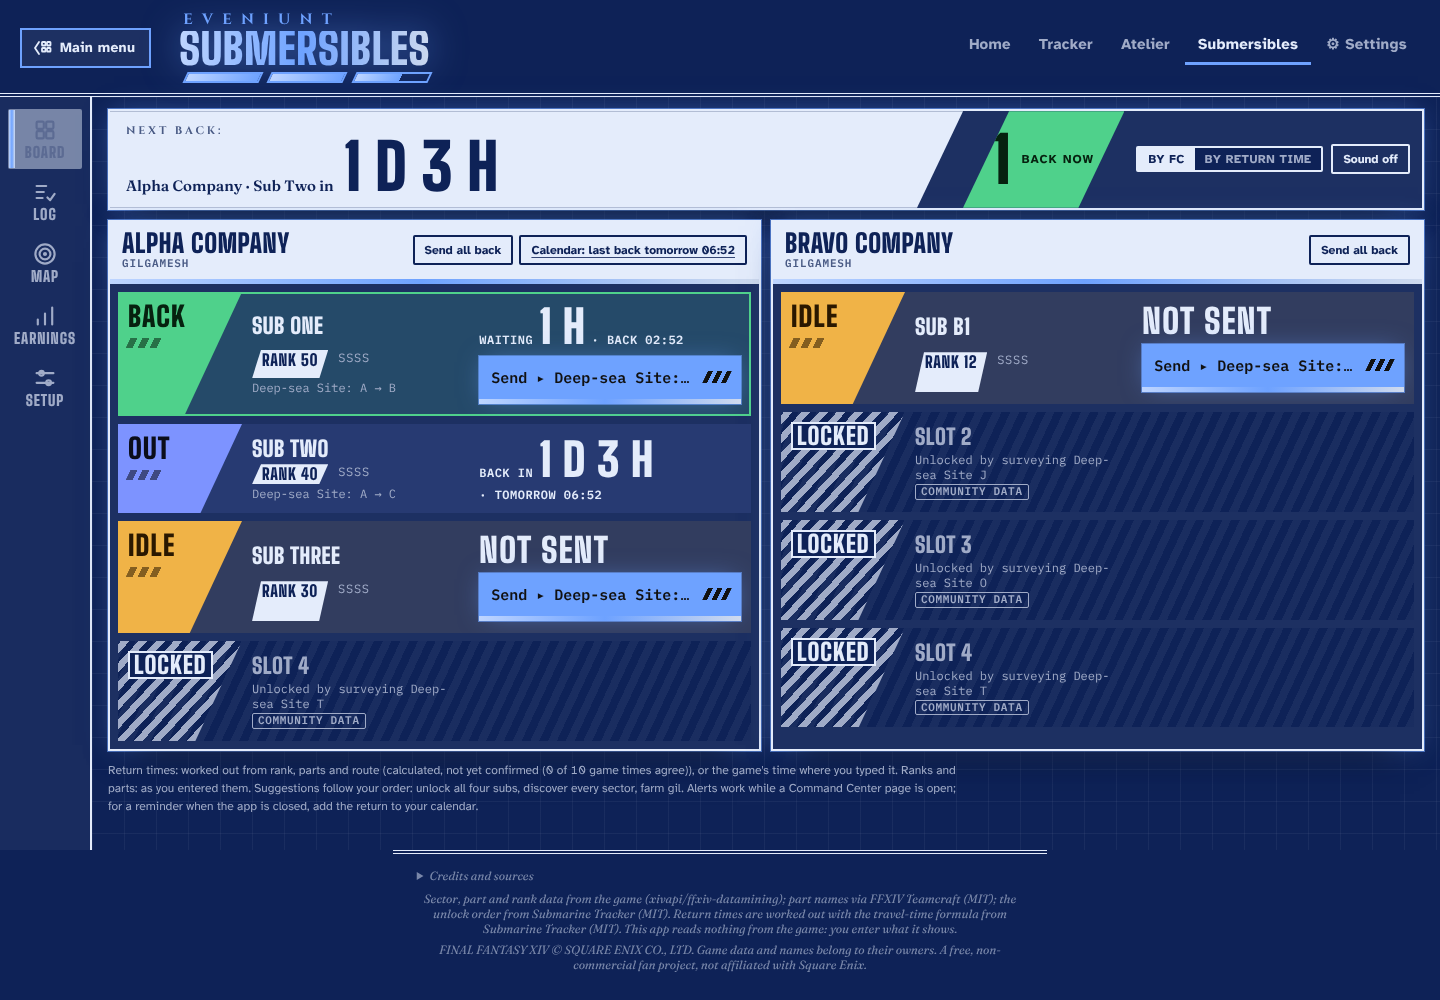 Main menu
EVENIUNT
SUBMERSIBLES
Home
Tracker
Atelier
Submersibles
⚙ Settings
BOARD
LOG
MAP
EARNINGS
SETUP
NEXT BACK:
Alpha Company · Sub Two in 1D3H
1 BACK NOW
BY FC
BY RETURN TIME
Sound off
ALPHA COMPANY
GILGAMESH
Send all back
Calendar: last back tomorrow 06:52
BACK
SUB ONE
RANK 50 SSSS
Deep-sea Site: A → B
WAITING 1H · BACK 02:52
Send ▸ Deep-sea Site:…
OUT
SUB TWO
RANK 40 SSSS
Deep-sea Site: A → C
BACK IN 1D3H
· TOMORROW 06:52
IDLE
SUB THREE
RANK 30 SSSS
NOT SENT
Send ▸ Deep-sea Site:…
LOCKED
SLOT 4
Unlocked by surveying Deep-
sea Site T
COMMUNITY DATA
BRAVO COMPANY
GILGAMESH
Send all back
IDLE
SUB B1
RANK 12 SSSS
NOT SENT
Send ▸ Deep-sea Site:…
LOCKED
SLOT 2
Unlocked by surveying Deep-
sea Site J
COMMUNITY DATA
LOCKED
SLOT 3
Unlocked by surveying Deep-
sea Site O
COMMUNITY DATA
LOCKED
SLOT 4
Unlocked by surveying Deep-
sea Site T
COMMUNITY DATA
Return times: worked out from rank, parts and route (calculated, not yet confirmed (0 of 10 game times agree)), or the game's time where you typed it. Ranks and
parts: as you entered them. Suggestions follow your order: unlock all four subs, discover every sector, farm gil. Alerts work while a Command Center page is open;
for a reminder when the app is closed, add the return to your calendar.
▶ Credits and sources
Sector, part and rank data from the game (xivapi/ffxiv-datamining); part names via FFXIV Teamcraft (MIT); the
unlock order from Submarine Tracker (MIT). Return times are worked out with the travel-time formula from
Submarine Tracker (MIT). This app reads nothing from the game: you enter what it shows.
FINAL FANTASY XIV © SQUARE ENIX CO., LTD. Game data and names belong to their owners. A free, non-
commercial fan project, not affiliated with Square Enix.